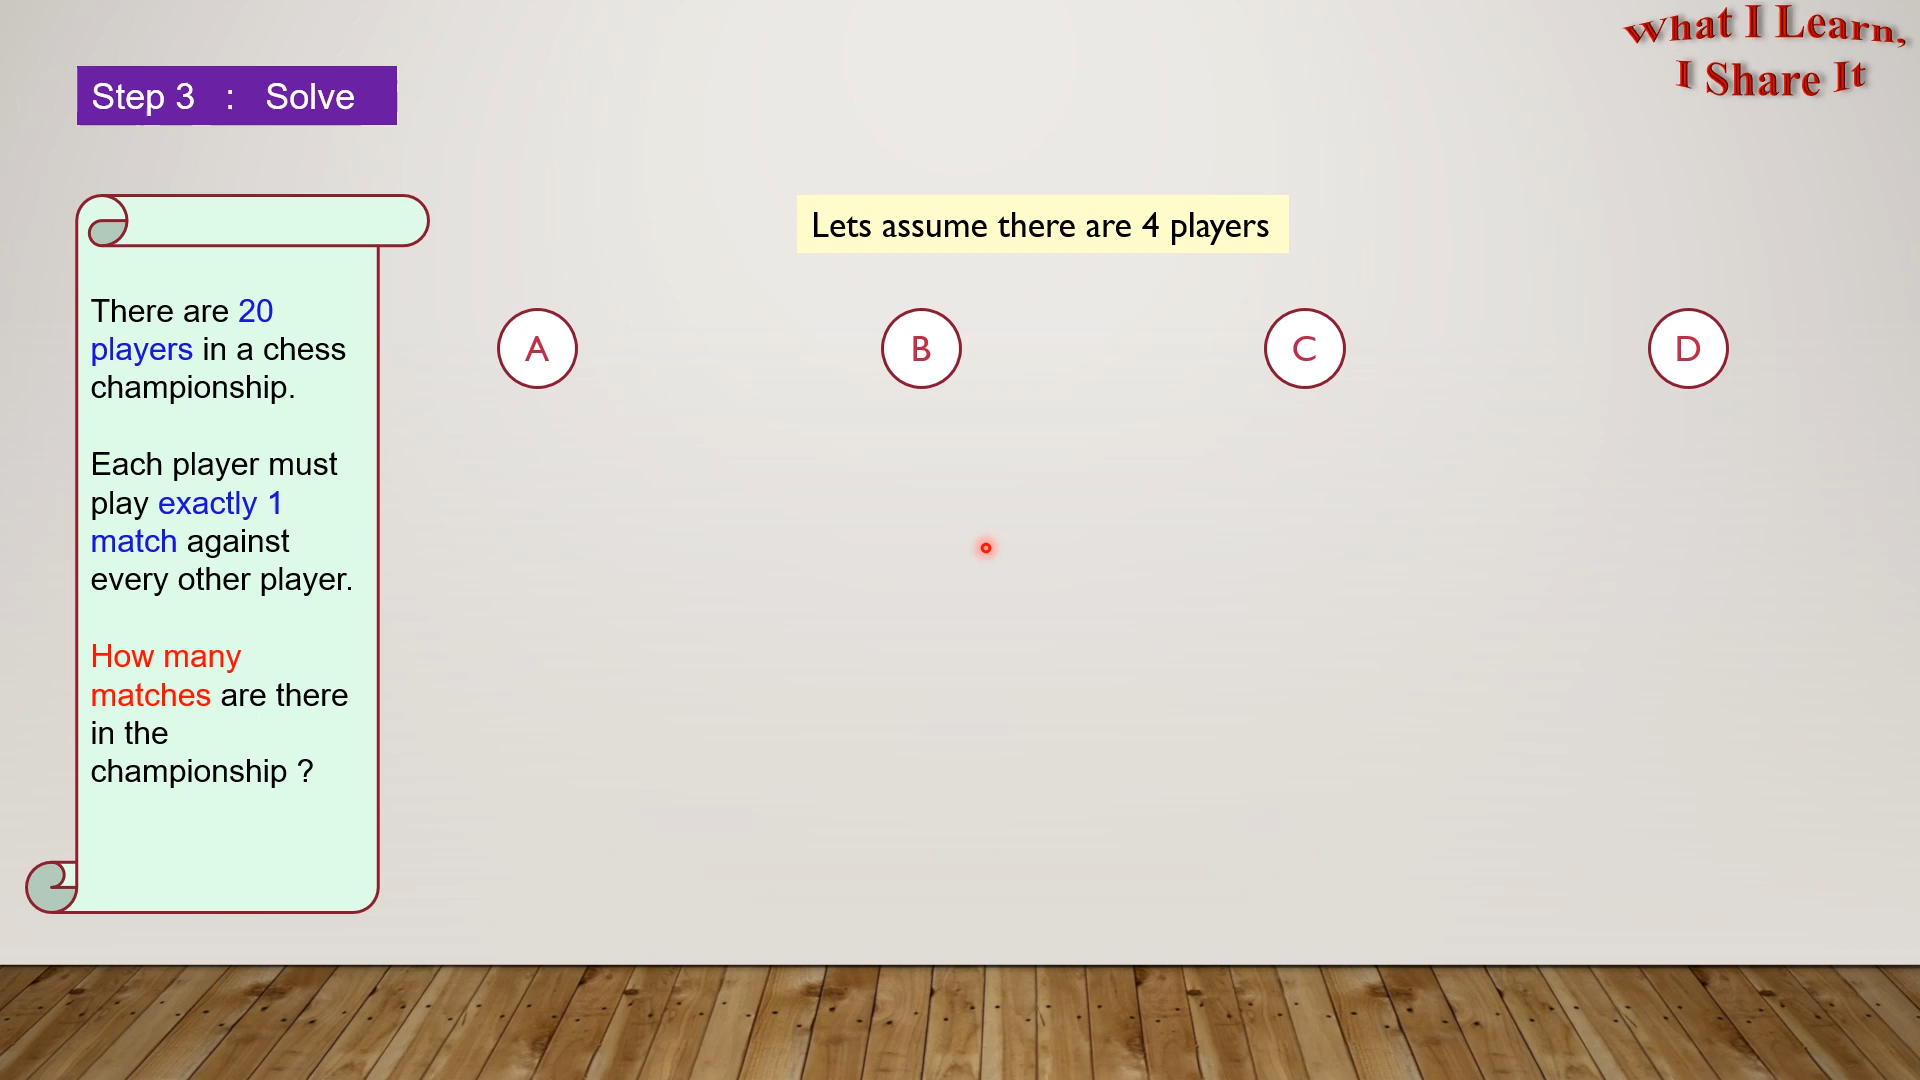 What I Learn,
I Share It
Step 3 : Solve
Lets assume there are 4 players
There are 20
players in a chess
championship.
Each player must
play exactly 1
match against
every other player.
How many
matches are there
in the
championship ?
A
B
C
D